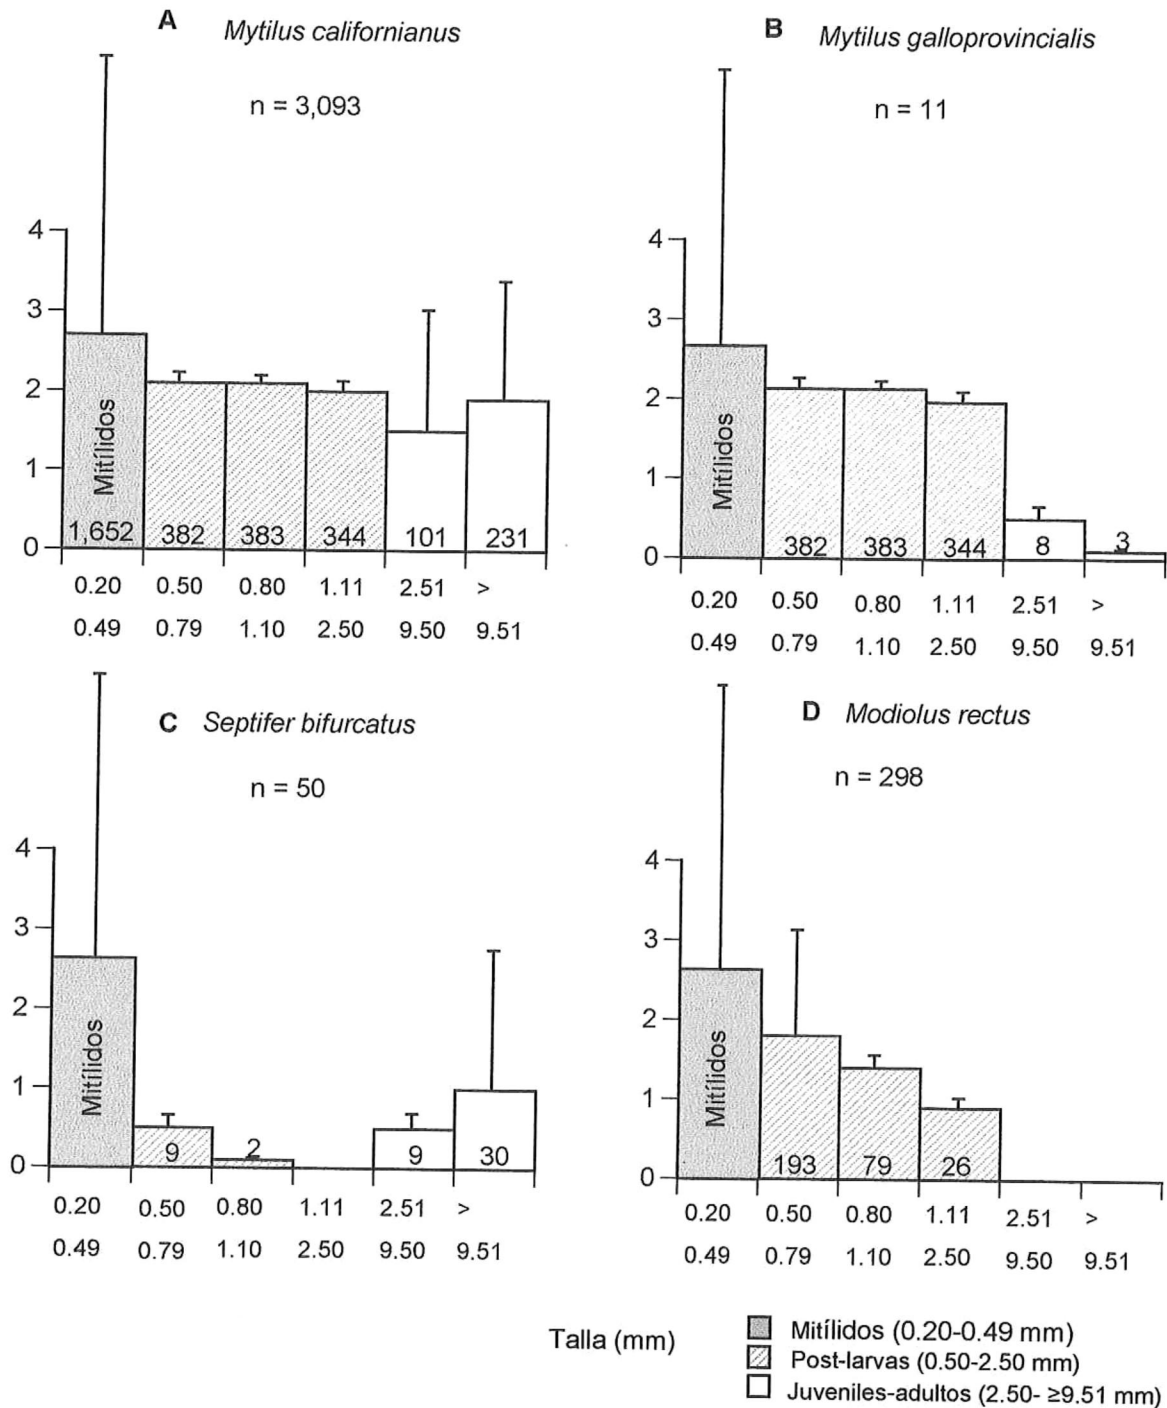 A Mytilus californianus
n = 3,093
4
3
2
1
0
Mitílidos
1,652 382 383 344 101 231
0.20 0.50 0.80 1.11 2.51 >
0.49 0.79 1.10 2.50 9.50 9.51
B Mytilus galloprovincialis
n = 11
4
3
2
1
0
Mitílidos
382 383 344 8 3
0.20 0.50 0.80 1.11 2.51 >
0.49 0.79 1.10 2.50 9.50 9.51
C Septifer bifurcatus
n = 50
4
3
2
1
0
Mitílidos
9 2 9 30
0.20 0.50 0.80 1.11 2.51 >
0.49 0.79 1.10 2.50 9.50 9.51
D Modiolus rectus
n = 298
4
3
2
1
0
Mitílidos
193 79 26
0.20 0.50 0.80 1.11 2.51 >
0.49 0.79 1.10 2.50 9.50 9.51
Talla (mm)
Mitílidos (0.20-0.49 mm)
Post-larvas (0.50-2.50 mm)
Juveniles-adultos (2.50- ≥9.51 mm)